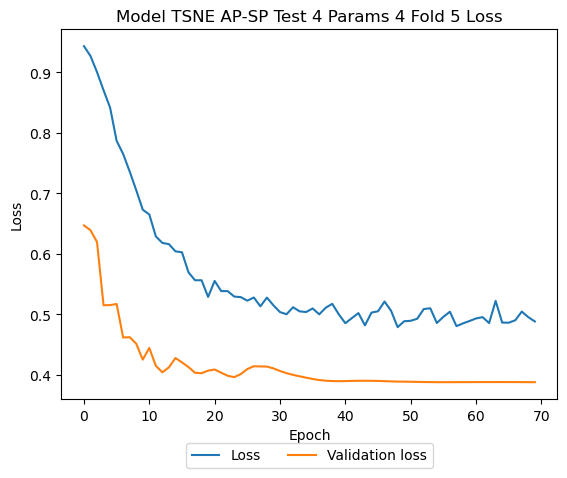 Model TSNE AP-SP Test 4 Params 4 Fold 5 Loss
0.9
0.8
0.7
0.6
0.5
0.4
Loss
0 10 20 30 40 50 60 70
Epoch
Loss Validation loss